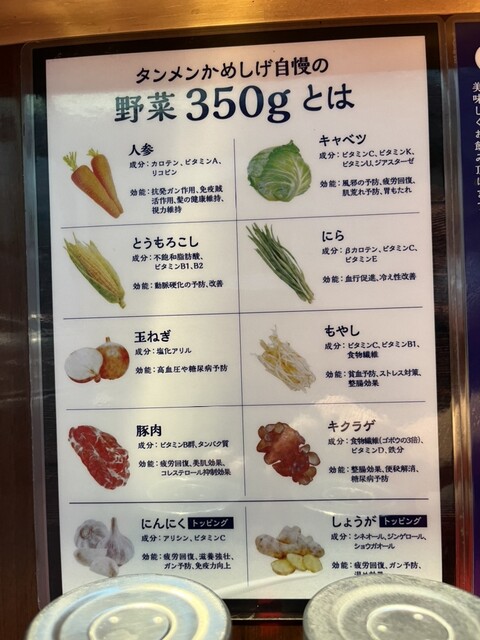 タンメンかめしげ自慢の
野菜350gとは
人参
成分：カロテン、ビタミンA、
リコピン
効能：抗発ガン作用、免疫賦
活作用、髪の健康維持、
視力維持
キャベツ
成分：ビタミンC、ビタミンK、
ビタミンU、ジアスターゼ
効能：風邪の予防、疲労回復、
肌荒れ予防、胃もたれ
とうもろこし
成分：不飽和脂肪酸、
ビタミンB1、B2
効能：動脈硬化の予防、改善
にら
成分：βカロテン、ビタミンC、
ビタミンE
効能：血行促進、冷え性改善
玉ねぎ
成分：塩化アリル
効能：高血圧や糖尿病予防
もやし
成分：ビタミンC、ビタミンB1、
食物繊維
効能：貧血予防、ストレス対策、
整腸効果
豚肉
成分：ビタミンB群、タンパク質
効能：疲労回復、美肌効果、
コレステロール抑制効果
キクラゲ
成分：食物繊維(ゴボウの3倍)、
ビタミンD、鉄分
効能：整腸効果、便秘解消、
糖尿病予防
にんにく トッピング
成分：アリシン、ビタミンC
効能：疲労回復、滋養強壮、
ガン予防、免疫力向上
しょうが トッピング
成分：シネオール、ジンゲロール、
ショウガオール
効能：疲労回復、ガン予防、
美味しくお飲み頂け